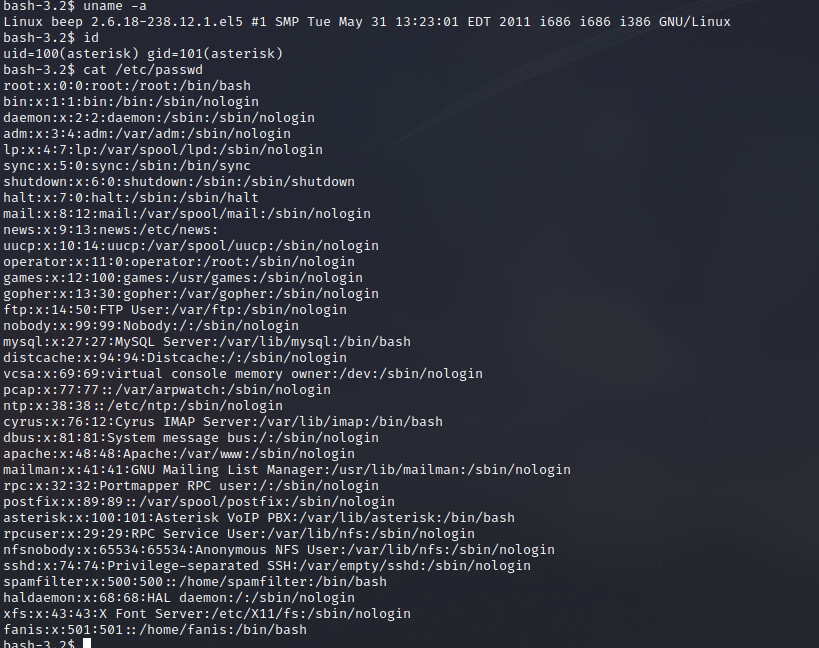 bash-3.2$ uname -a
Linux beep 2.6.18-238.12.1.el5 #1 SMP Tue May 31 13:23:01 EDT 2011 i686 i686 i386 GNU/Linux
bash-3.2$ id
uid=100(asterisk) gid=101(asterisk)
bash-3.2$ cat /etc/passwd
root:x:0:0:root:/root:/bin/bash
bin:x:1:1:bin:/bin:/sbin/nologin
daemon:x:2:2:daemon:/sbin:/sbin/nologin
adm:x:3:4:adm:/var/adm:/sbin/nologin
lp:x:4:7:lp:/var/spool/lpd:/sbin/nologin
sync:x:5:0:sync:/sbin:/bin/sync
shutdown:x:6:0:shutdown:/sbin:/sbin/shutdown
halt:x:7:0:halt:/sbin:/sbin/halt
mail:x:8:12:mail:/var/spool/mail:/sbin/nologin
news:x:9:13:news:/etc/news:
uucp:x:10:14:uucp:/var/spool/uucp:/sbin/nologin
operator:x:11:0:operator:/root:/sbin/nologin
games:x:12:100:games:/usr/games:/sbin/nologin
gopher:x:13:30:gopher:/var/gopher:/sbin/nologin
ftp:x:14:50:FTP User:/var/ftp:/sbin/nologin
nobody:x:99:99:Nobody:/:/sbin/nologin
mysql:x:27:27:MySQL Server:/var/lib/mysql:/bin/bash
distcache:x:94:94:Distcache:/:/sbin/nologin
vcsa:x:69:69:virtual console memory owner:/dev:/sbin/nologin
pcap:x:77:77::/var/arpwatch:/sbin/nologin
ntp:x:38:38::/etc/ntp:/sbin/nologin
cyrus:x:76:12:Cyrus IMAP Server:/var/lib/imap:/bin/bash
dbus:x:81:81:System message bus:/:/sbin/nologin
apache:x:48:48:Apache:/var/www:/sbin/nologin
mailman:x:41:41:GNU Mailing List Manager:/usr/lib/mailman:/sbin/nologin
rpc:x:32:32:Portmapper RPC user:/:/sbin/nologin
postfix:x:89:89::/var/spool/postfix:/sbin/nologin
asterisk:x:100:101:Asterisk VoIP PBX:/var/lib/asterisk:/bin/bash
rpcuser:x:29:29:RPC Service User:/var/lib/nfs:/sbin/nologin
nfsnobody:x:65534:65534:Anonymous NFS User:/var/lib/nfs:/sbin/nologin
sshd:x:74:74:Privilege-separated SSH:/var/empty/sshd:/sbin/nologin
spamfilter:x:500:500::/home/spamfilter:/bin/bash
haldaemon:x:68:68:HAL daemon:/:/sbin/nologin
xfs:x:43:43:X Font Server:/etc/X11/fs:/sbin/nologin
fanis:x:501:501::/home/fanis:/bin/bash
bash-3.2$